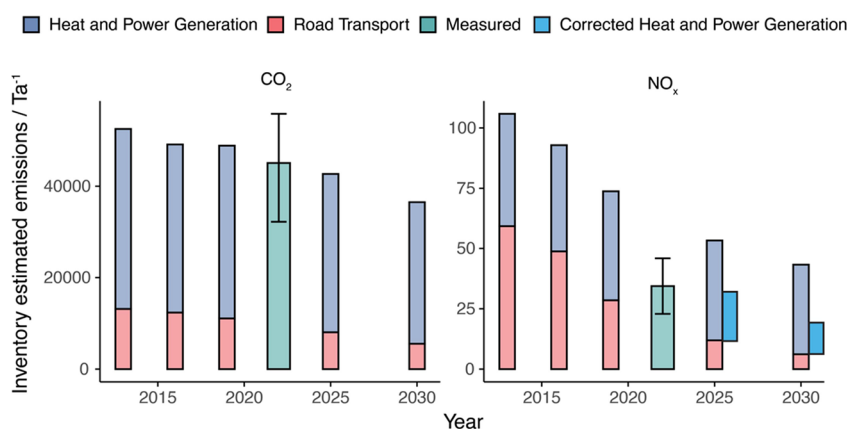 Heat and Power Generation Road Transport Measured Corrected Heat and Power Generation
Inventory estimated emissions / Ta⁻¹
CO₂
NOₓ
40000
20000
0
100
75
50
25
0
2015 2020 2025 2030
2015 2020 2025 2030
Year